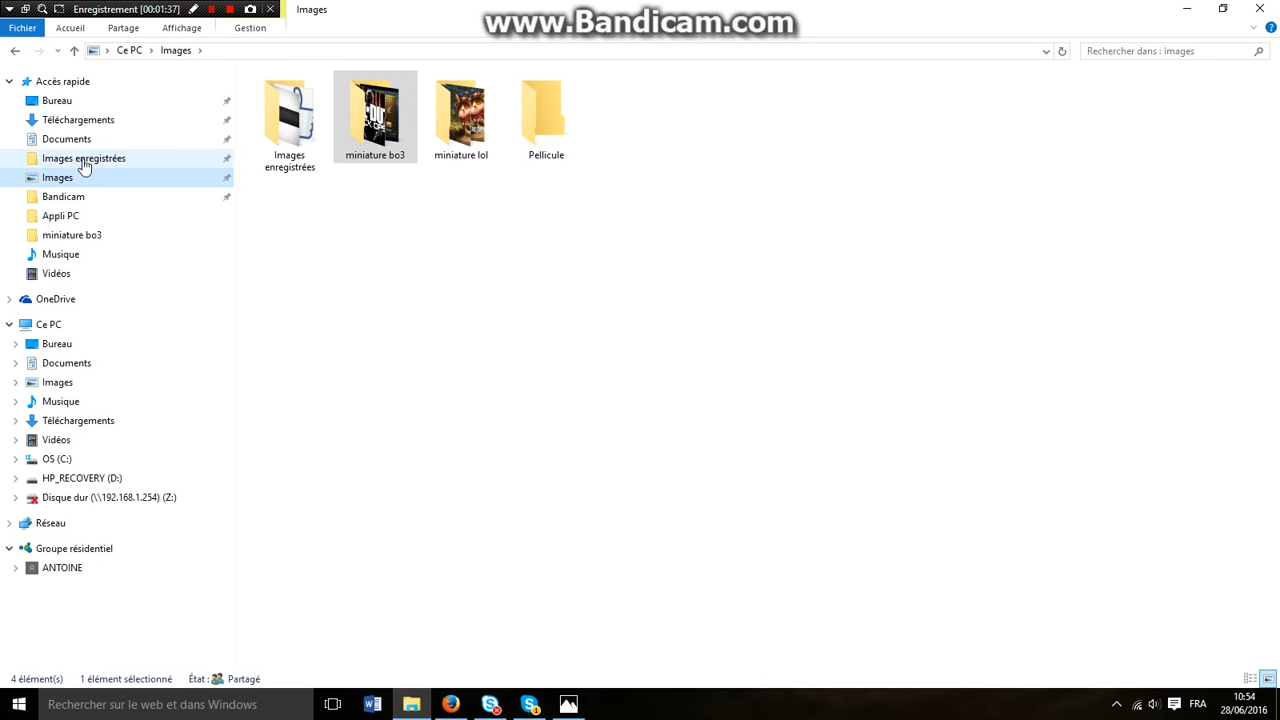 Enregistrement [00:01:37]
Images
www.Bandicam.com
Fichier
Accueil
Partage
Affichage
Gestion
Ce PC
Images
Rechercher dans : Images
Accès rapide
Bureau
Téléchargements
Documents
Images enregistrées
Images
Bandicam
Appli PC
miniature bo3
Musique
Vidéos
OneDrive
Ce PC
Bureau
Documents
Images
Musique
Téléchargements
Vidéos
OS (C:)
HP_RECOVERY (D:)
Disque dur (\\192.168.1.254) (Z:)
Réseau
Groupe résidentiel
ANTOINE
Images
enregistrées
miniature bo3
miniature lol
Pellicule
4 élément(s)
1 élément sélectionné
État :
Partagé
Rechercher sur le web et dans Windows
FRA
10:54
28/06/2016